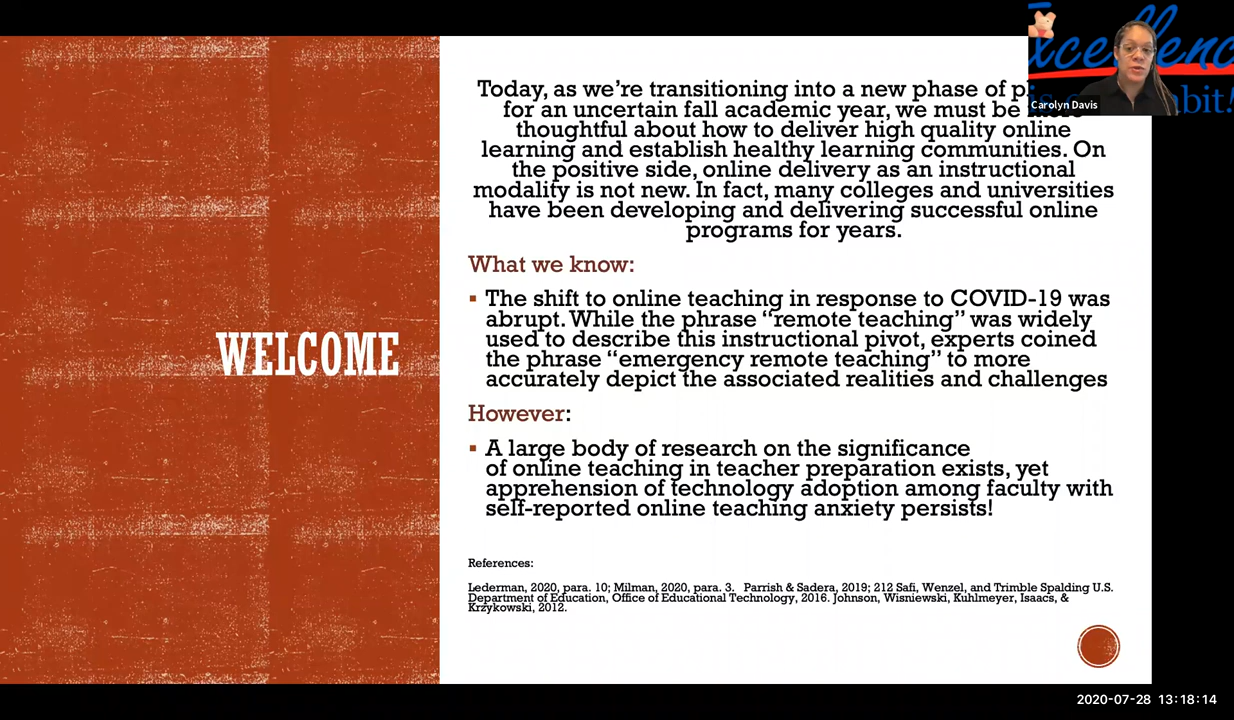 Today, as we’re transitioning into a new phase of
for an uncertain fall academic year, we must be
thoughtful about how to deliver high quality online
learning and establish healthy learning communities. On
the positive side, online delivery as an instructional
modality is not new. In fact, many colleges and universities
have been developing and delivering successful online
programs for years.
What we know:
▪ The shift to online teaching in response to COVID-19 was
abrupt. While the phrase “remote teaching” was widely
used to describe this instructional pivot, experts coined
the phrase “emergency remote teaching” to more
accurately depict the associated realities and challenges
WELCOME
However:
▪ A large body of research on the significance
of online teaching in teacher preparation exists, yet
apprehension of technology adoption among faculty with
self-reported online teaching anxiety persists!
References:
Lederman, 2020, para. 10; Milman, 2020, para. 3. Parrish & Sadera, 2019; 212 Safi, Wenzel, and Trimble Spalding U.S.
Department of Education, Office of Educational Technology, 2016. Johnson, Wisniewski, Kuhlmeyer, Isaacs, &
Krzykowski, 2012.
Carolyn Davis
2020-07-28 13:18:14